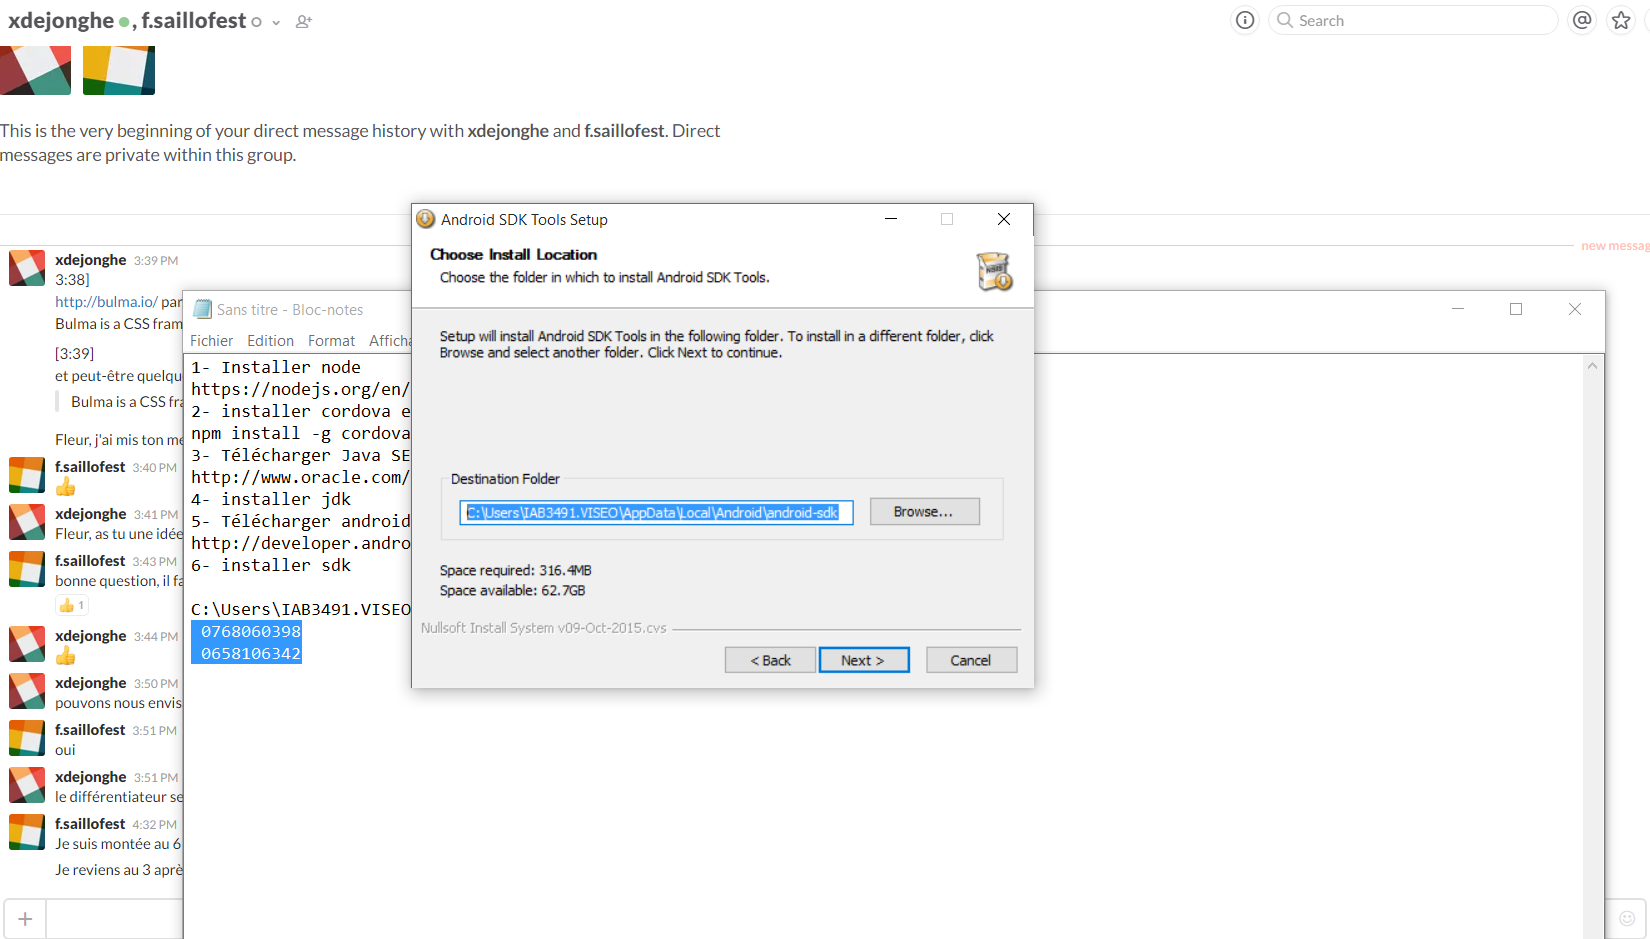 xdejonghe , f.saillofest
Search
This is the very beginning of your direct message history with xdejonghe and f.saillofest. Direct
messages are private within this group.
new messag
xdejonghe 3:39 PM
3:38]
http://bulma.io/ par
Bulma is a CSS fram
[3:39]
et peut-être quelqu
Bulma is a CSS fra
Fleur, j'ai mis ton me
f.saillofest 3:40 PM
xdejonghe 3:41 PM
Fleur, as tu une idée
f.saillofest 3:43 PM
bonne question, il fa
1
xdejonghe 3:44 PM
xdejonghe 3:50 PM
pouvons nous envis
f.saillofest 3:51 PM
oui
xdejonghe 3:51 PM
le différentiateur se
f.saillofest 4:32 PM
Je suis montée au 6
Je reviens au 3 aprè
Sans titre - Bloc-notes
Fichier Edition Format Afficha
1- Installer node
https://nodejs.org/en/
2- installer cordova e
npm install -g cordova
3- Télécharger Java SE
http://www.oracle.com/
4- installer jdk
5- Télécharger android
http://developer.andro
6- installer sdk
C:\Users\IAB3491.VISEO
0768060398
0658106342
Android SDK Tools Setup
Choose Install Location
Choose the folder in which to install Android SDK Tools.
NSIS
Setup will install Android SDK Tools in the following folder. To install in a different folder, click
Browse and select another folder. Click Next to continue.
Destination Folder
C:\Users\IAB3491.VISEO\AppData\Local\Android\android-sdk
Browse...
Space required: 316.4MB
Space available: 62.7GB
Nullsoft Install System v09-Oct-2015.cvs
< Back Next > Cancel